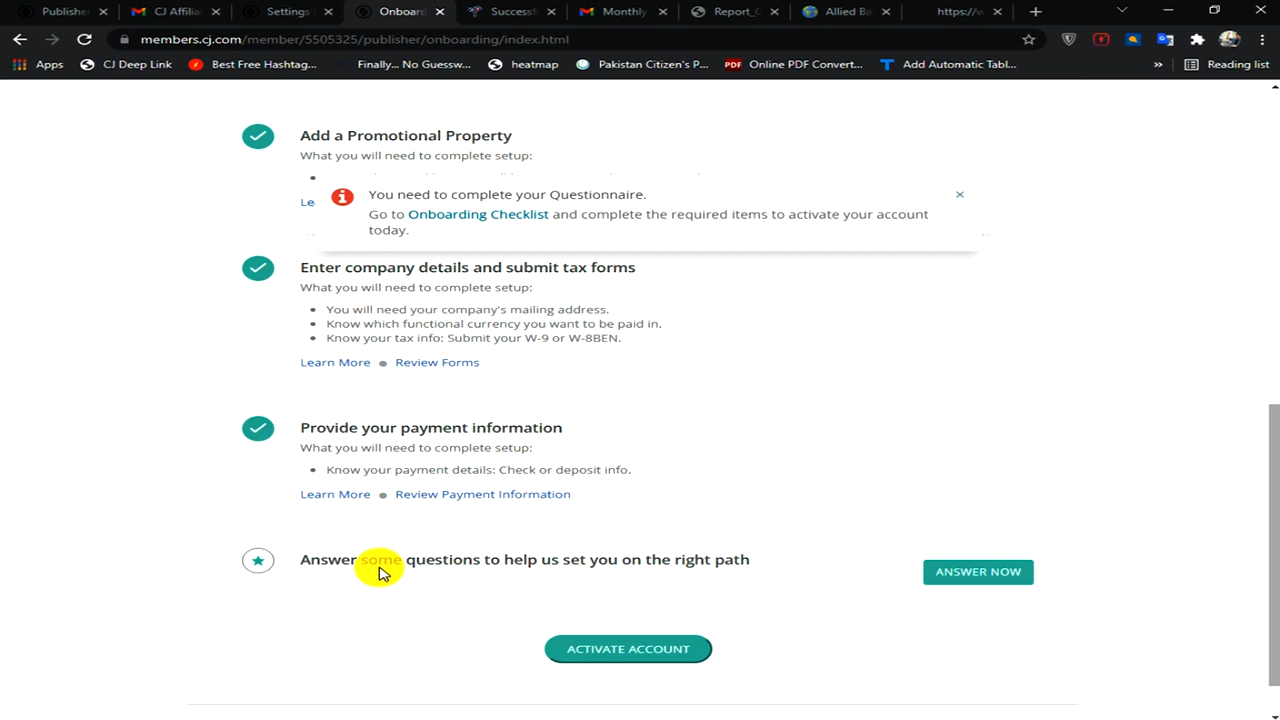 Publishe
CJ Affilia
Settings
Onboard
Success
Monthly
Report_C
Allied Ba
https://w
members.cj.com/member/5505325/publisher/onboarding/index.html
Apps
CJ Deep Link
Best Free Hashtag...
Finally... No Guessw...
heatmap
Pakistan Citizen's P...
PDF Online PDF Convert...
Add Automatic Tabl...
»
Reading list
Add a Promotional Property
What you will need to complete setup:
You need to complete your Questionnaire.
Le
Go to Onboarding Checklist and complete the required items to activate your account
today.
Enter company details and submit tax forms
What you will need to complete setup:
• You will need your company's mailing address.
• Know which functional currency you want to be paid in.
• Know your tax info: Submit your W-9 or W-8BEN.
Learn More ● Review Forms
Provide your payment information
What you will need to complete setup:
• Know your payment details: Check or deposit info.
Learn More ● Review Payment Information
Answer some questions to help us set you on the right path
ANSWER NOW
ACTIVATE ACCOUNT